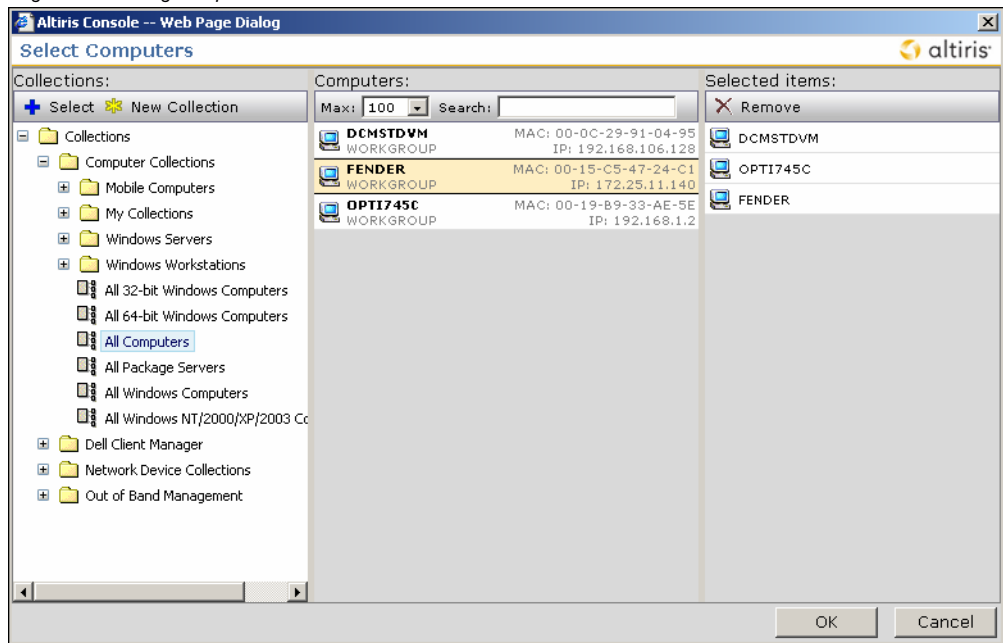 Altiris Console -- Web Page Dialog
Select Computers
altiris
Collections:
Select New Collection
Collections
Computer Collections
Mobile Computers
My Collections
Windows Servers
Windows Workstations
All 32-bit Windows Computers
All 64-bit Windows Computers
All Computers
All Package Servers
All Windows Computers
All Windows NT/2000/XP/2003 Co
Dell Client Manager
Network Device Collections
Out of Band Management
Computers:
Max: 100 Search:
DCMSTDVM MAC: 00-0C-29-91-04-95
WORKGROUP IP: 192.168.106.128
FENDER MAC: 00-15-C5-47-24-C1
WORKGROUP IP: 172.25.11.140
OPTI745C MAC: 00-19-B9-33-AE-5E
WORKGROUP IP: 192.168.1.2
Selected items:
Remove
DCMSTDVM
OPTI745C
FENDER
OK Cancel